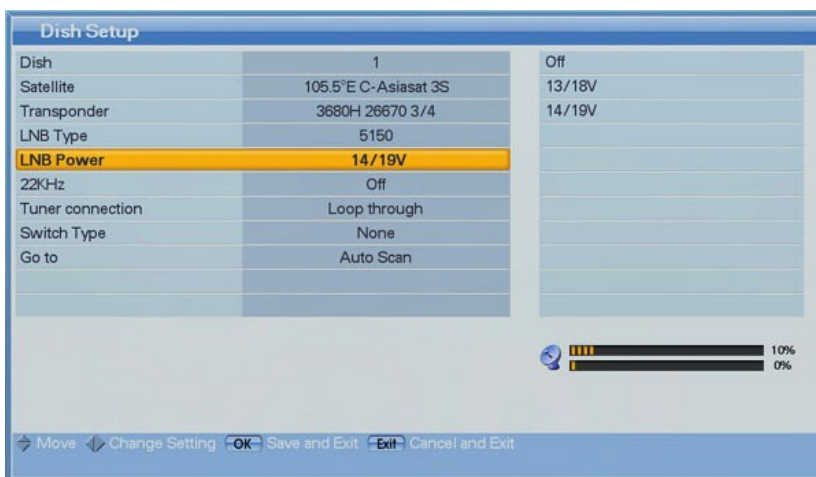 Dish Setup
Dish 1
Satellite 105.5°E C-Asiasat 3S
Transponder 3680H 26670 3/4
LNB Type 5150
LNB Power 14/19V
22KHz Off
Tuner connection Loop through
Switch Type None
Go to Auto Scan
Off
13/18V
14/19V
10%
0%
Move Change Setting OK Save and Exit Exit Cancel and Exit